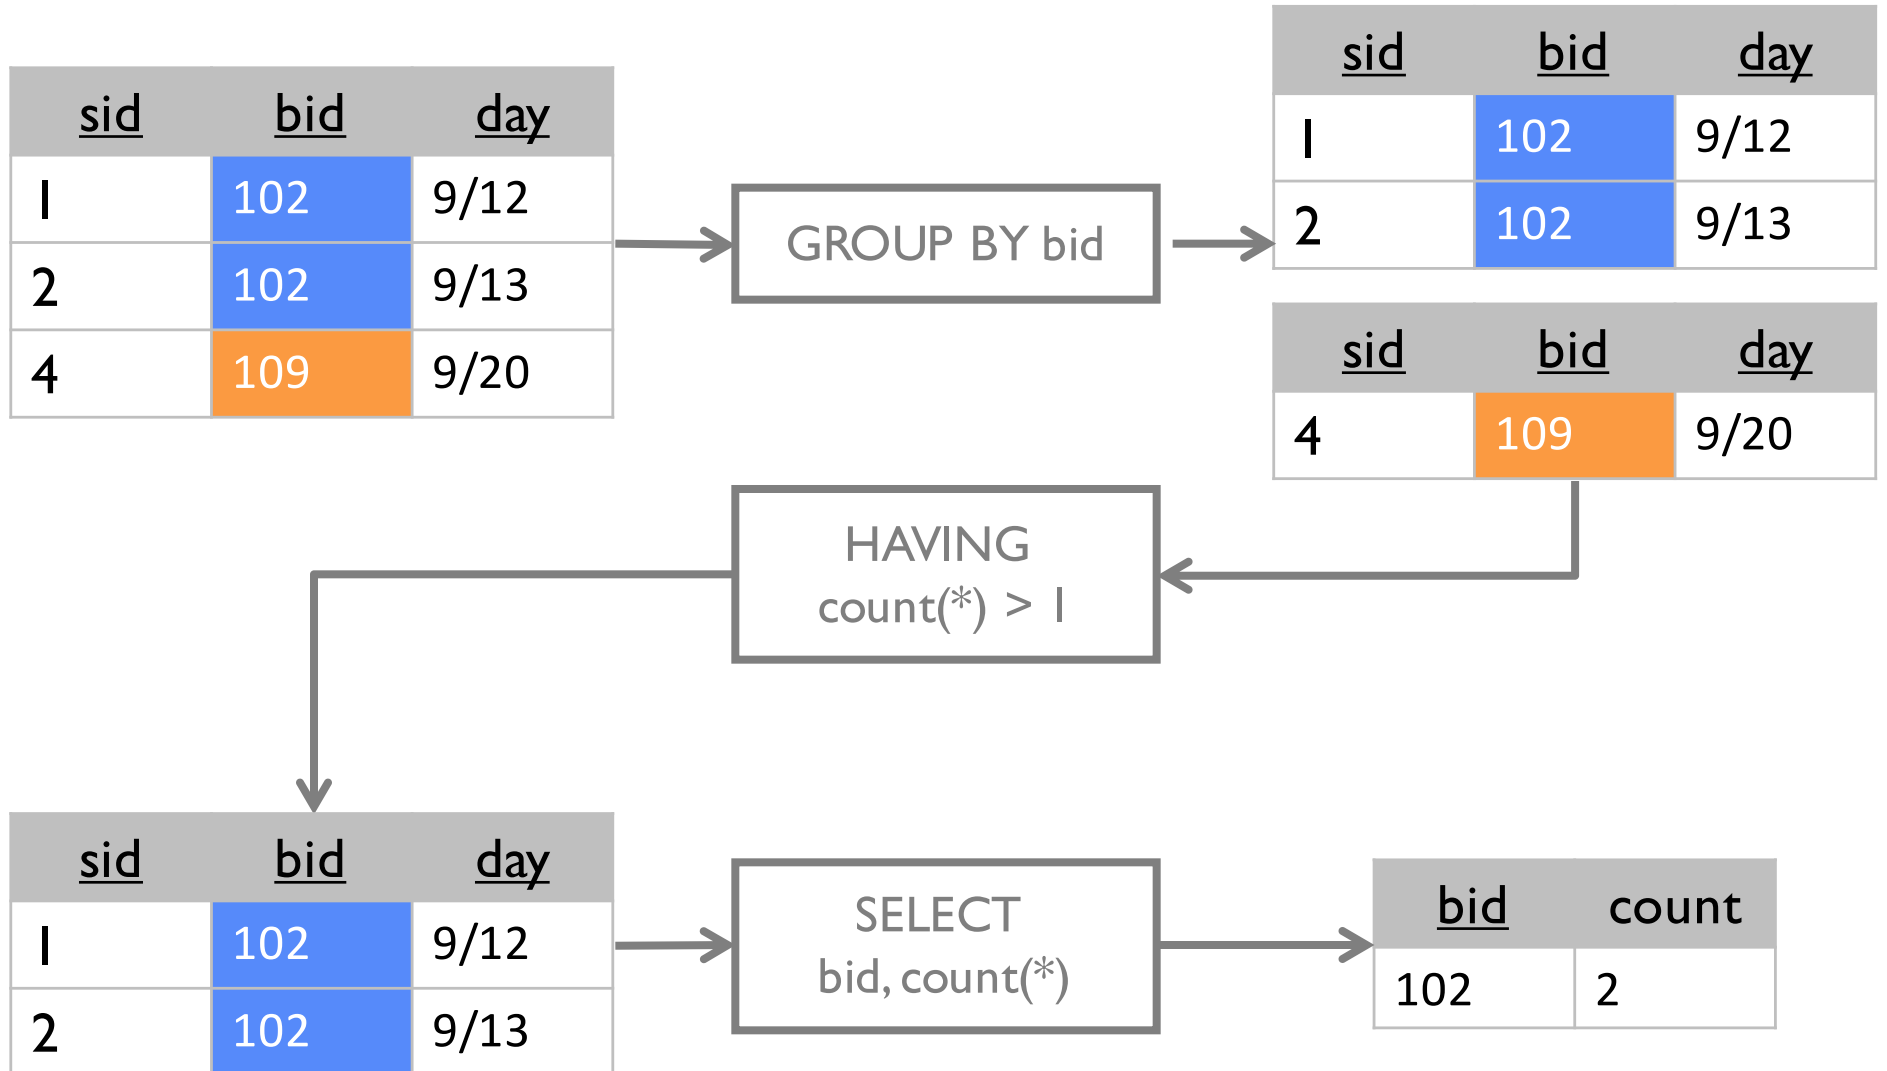 sid bid day
1 102 9/12
2 102 9/13
4 109 9/20
GROUP BY bid
sid bid day
1 102 9/12
2 102 9/13
sid bid day
4 109 9/20
HAVING
count(*) > 1
sid bid day
1 102 9/12
2 102 9/13
SELECT
bid, count(*)
bid count
102 2